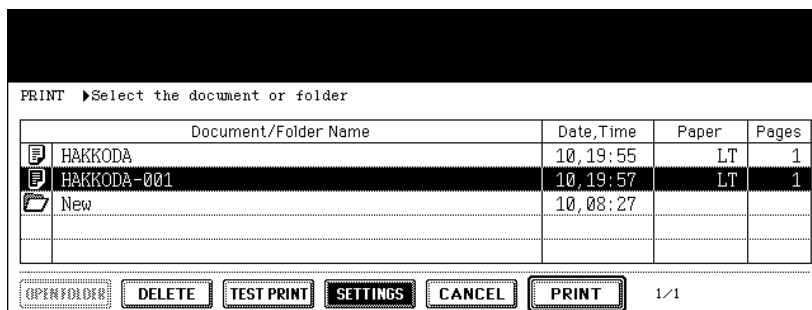 PRINT ▶Select the document or folder
Document/Folder Name Date,Time Paper Pages
HAKKODA 10,19:55 LT 1
HAKKODA-001 10,19:57 LT 1
New 10,08:27
OPEN FOLDER DELETE TEST PRINT SETTINGS CANCEL PRINT 1/1